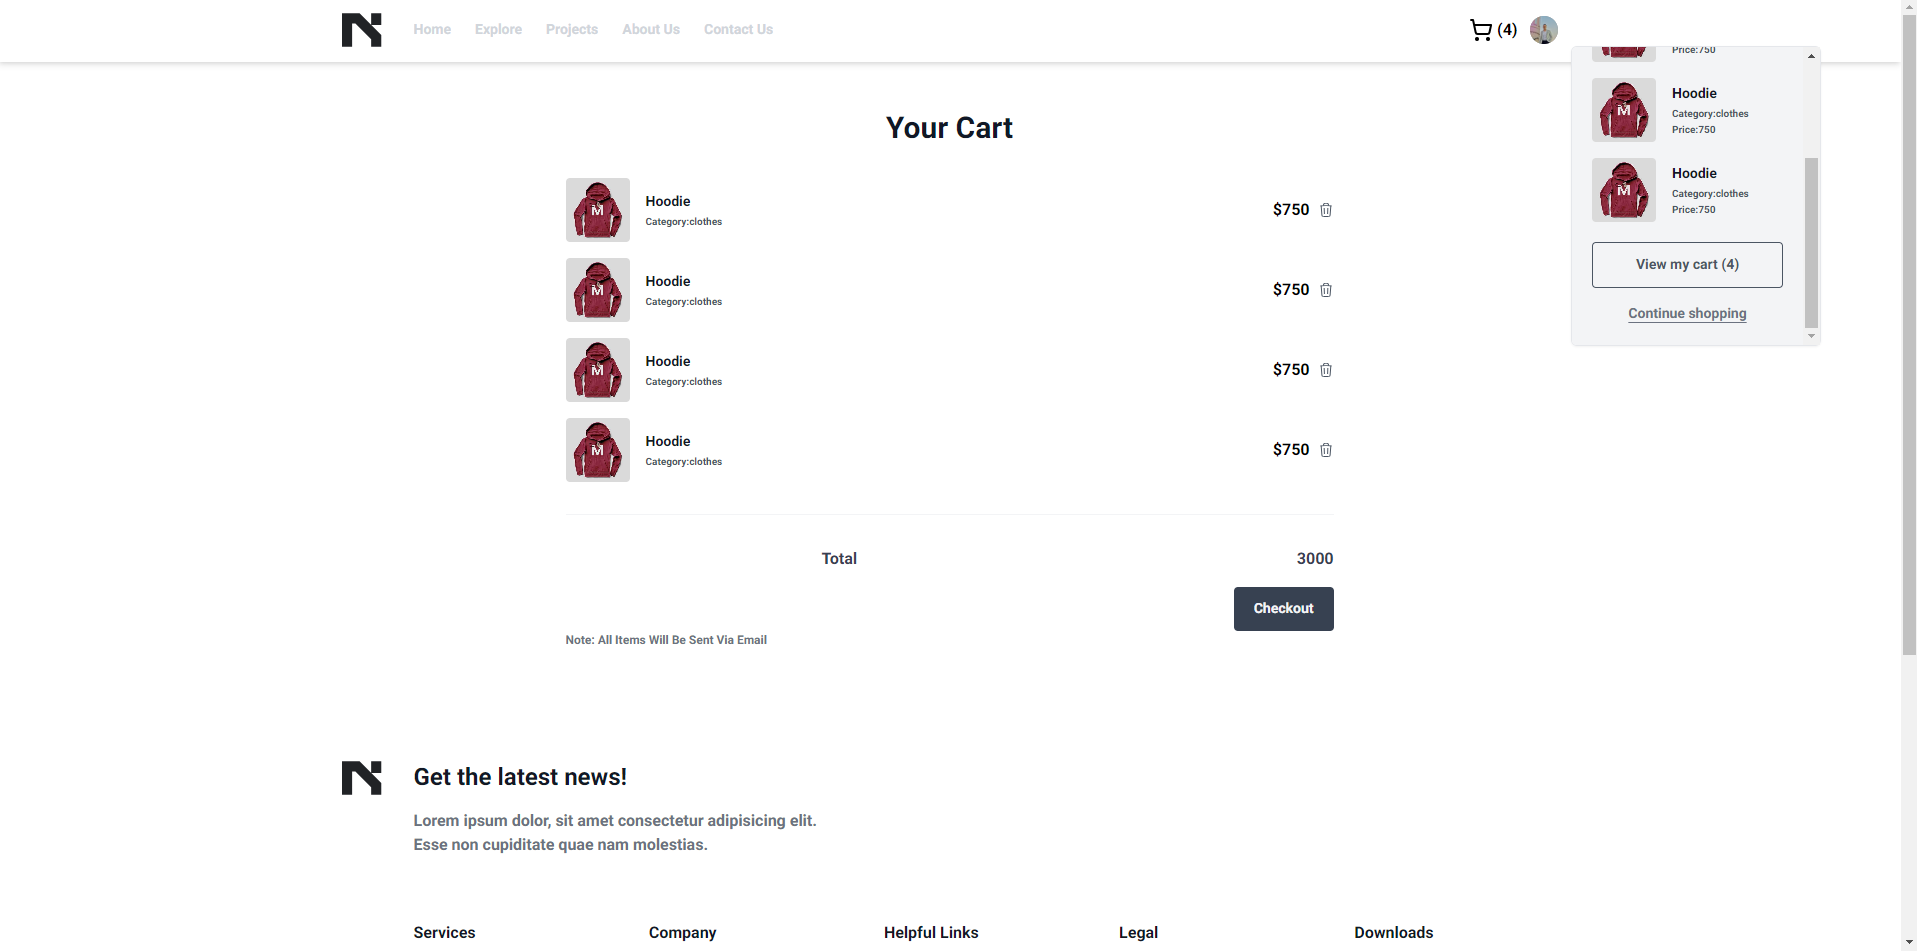 Home Explore Projects About Us Contact Us (4)
Price:750
Hoodie
Category:clothes
Price:750
Hoodie
Category:clothes
Price:750
View my cart (4)
Continue shopping
Your Cart
Hoodie
Category:clothes
$750
Hoodie
Category:clothes
$750
Hoodie
Category:clothes
$750
Hoodie
Category:clothes
$750
Total 3000
Checkout
Note: All Items Will Be Sent Via Email
Get the latest news!
Lorem ipsum dolor, sit amet consectetur adipisicing elit.
Esse non cupiditate quae nam molestias.
Services Company Helpful Links Legal Downloads